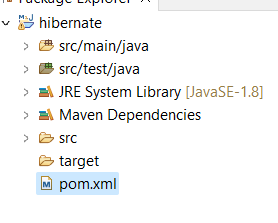 Package Explorer
hibernate
src/main/java
src/test/java
JRE System Library [JavaSE-1.8]
Maven Dependencies
src
target
pom.xml